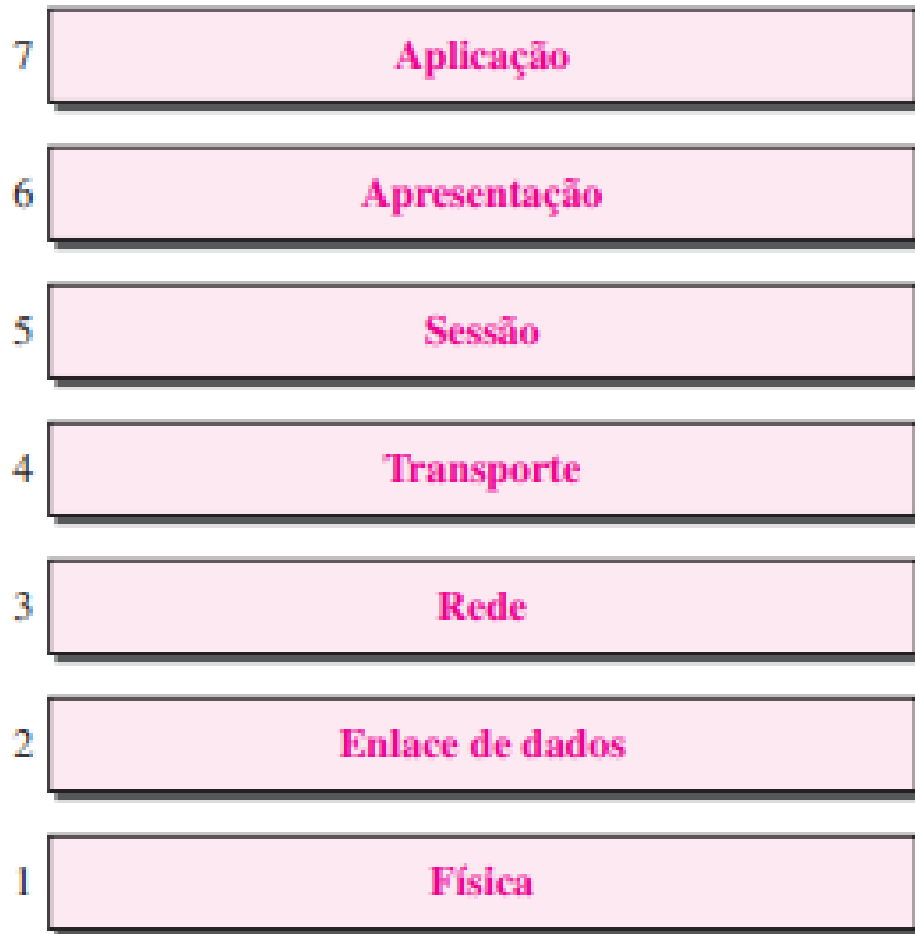 7 Aplicação
6 Apresentação
5 Sessão
4 Transporte
3 Rede
2 Enlace de dados
1 Física